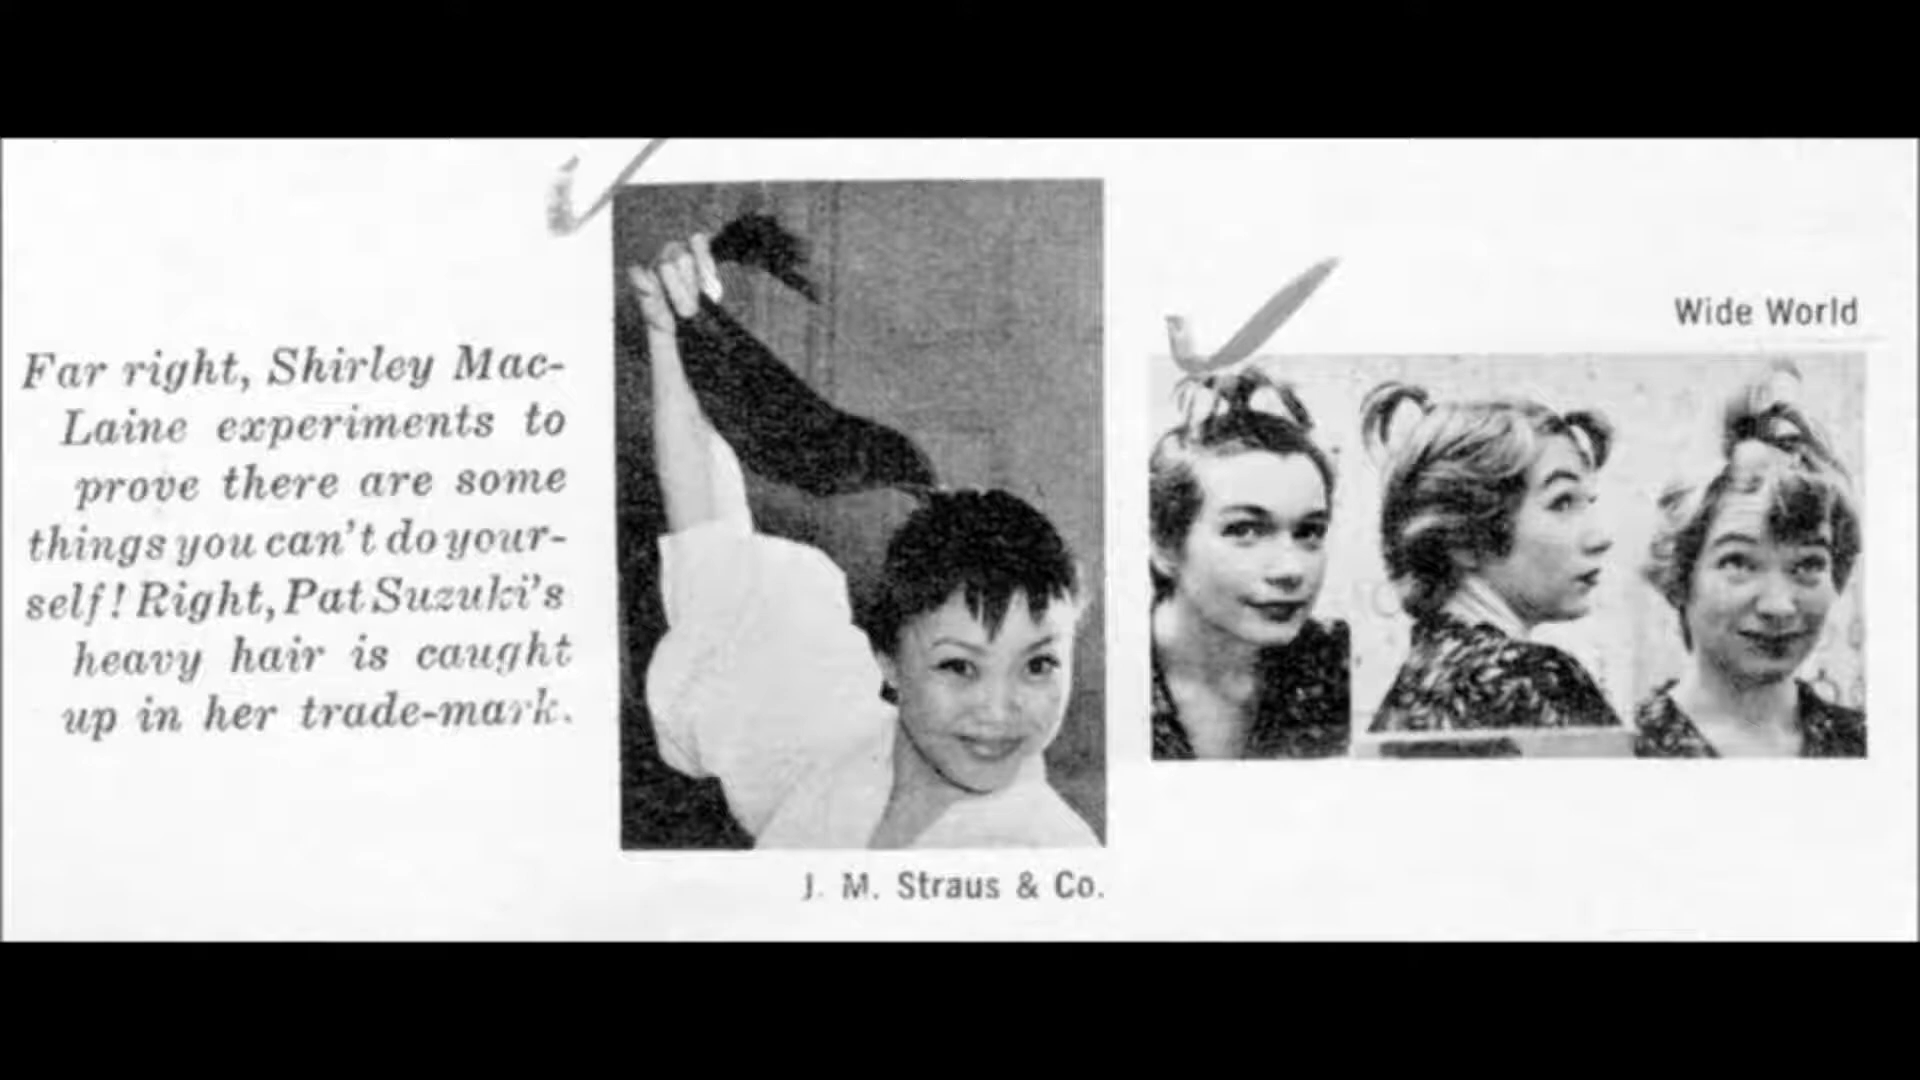 Far right, Shirley Mac-
Laine experiments to
prove there are some
things you can't do your-
self! Right, Pat Suzuki's
heavy hair is caught
up in her trade-mark.
J. M. Straus & Co.
Wide World